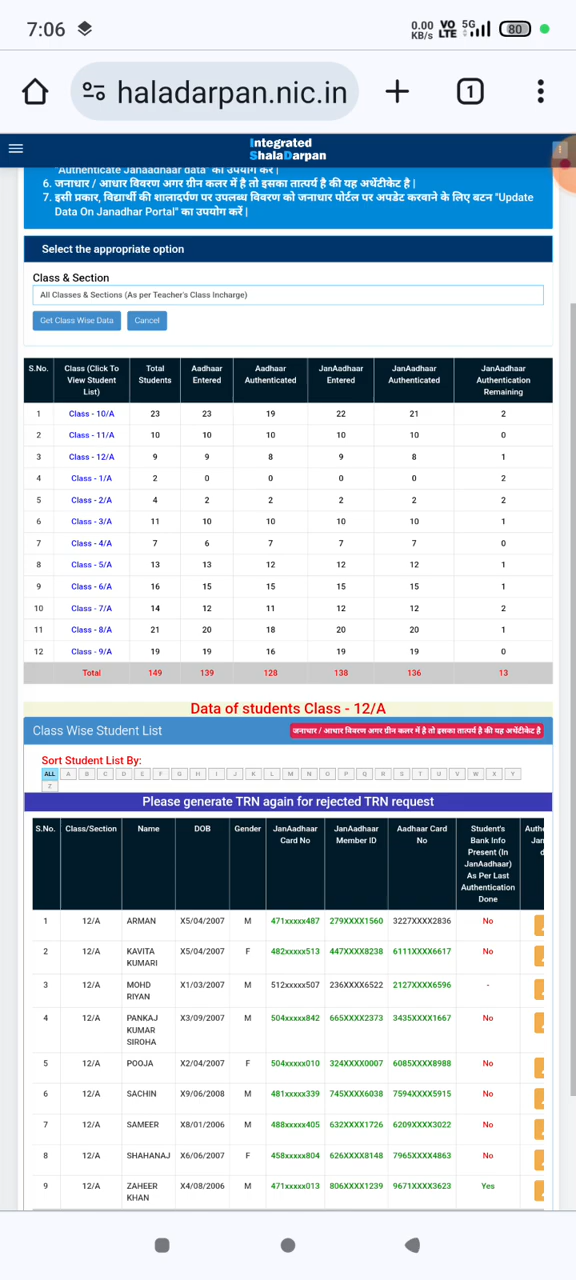 7:06
0.00 KB/s VO LTE 5G 80
haladarpan.nic.in 1
Integrated
ShalaDarpan
"Authenticate Janaadhaar data" का उपयोग करें |
6. जनाधार / आधार विवरण अगर ग्रीन कलर में है तो इसका तात्पर्य है की यह अथेंटीकेट है |
7. इसी प्रकार, विद्यार्थी की शालादर्पण पर उपलब्ध विवरण को जनाधार पोर्टल पर अपडेट करवाने के लिए बटन "Update
Data On Janadhar Portal" का उपयोग करें |
Select the appropriate option
Class & Section
All Classes & Sections (As per Teacher's Class Incharge)
Get Class Wise Data Cancel
S.No. Class (Click To View Student List) Total Students Aadhaar Entered Aadhaar Authenticated JanAadhaar Entered JanAadhaar Authenticated JanAadhaar Authentication Remaining
1 Class - 10/A 23 23 19 22 21 2
2 Class - 11/A 10 10 10 10 10 0
3 Class - 12/A 9 9 8 9 8 1
4 Class - 1/A 2 0 0 0 0 2
5 Class - 2/A 4 2 2 2 2 2
6 Class - 3/A 11 10 10 10 10 1
7 Class - 4/A 7 6 7 7 7 0
8 Class - 5/A 13 13 12 12 12 1
9 Class - 6/A 16 15 15 15 15 1
10 Class - 7/A 14 12 11 12 12 2
11 Class - 8/A 21 20 18 20 20 1
12 Class - 9/A 19 19 16 19 19 0
Total 149 139 128 138 136 13
Data of students Class - 12/A
Class Wise Student List जनाधार / आधार विवरण अगर ग्रीन कलर में है तो इसका तात्पर्य है की यह अथेंटीकेट है
Sort Student List By:
ALL A B C D E F G H I J K L M N O P Q R S T U V W X Y
Z
Please generate TRN again for rejected TRN request
S.No. Class/Section Name DOB Gender JanAadhaar Card No JanAadhaar Member ID Aadhaar Card No Student's Bank Info Present (In JanAadhaar) As Per Last Authentication Done
1 12/A ARMAN X5/04/2007 M 471xxxxx487 279XXXX1560 3227XXXX2836 No
2 12/A KAVITA KUMARI X5/04/2007 F 482xxxxx513 447XXXX8238 6111XXXX6617 No
3 12/A MOHD RIYAN X1/03/2007 M 512xxxxx507 236XXXX6522 2127XXXX6596 -
4 12/A PANKAJ KUMAR SIROHA X3/09/2007 M 504xxxxx842 665XXXX2373 3435XXXX1667 No
5 12/A POOJA X2/04/2007 F 504xxxxx010 324XXXX0007 6085XXXX8988 No
6 12/A SACHIN X9/06/2008 M 481xxxxx339 745XXXX6038 7594XXXX5915 No
7 12/A SAMEER X8/01/2006 M 488xxxxx405 632XXXX1726 6209XXXX3022 No
8 12/A SHAHANAJ X6/06/2007 F 458xxxxx804 626XXXX8148 7965XXXX4863 No
9 12/A ZAHEER KHAN X4/08/2006 M 471xxxxx013 806XXXX1239 9671XXXX3623 Yes